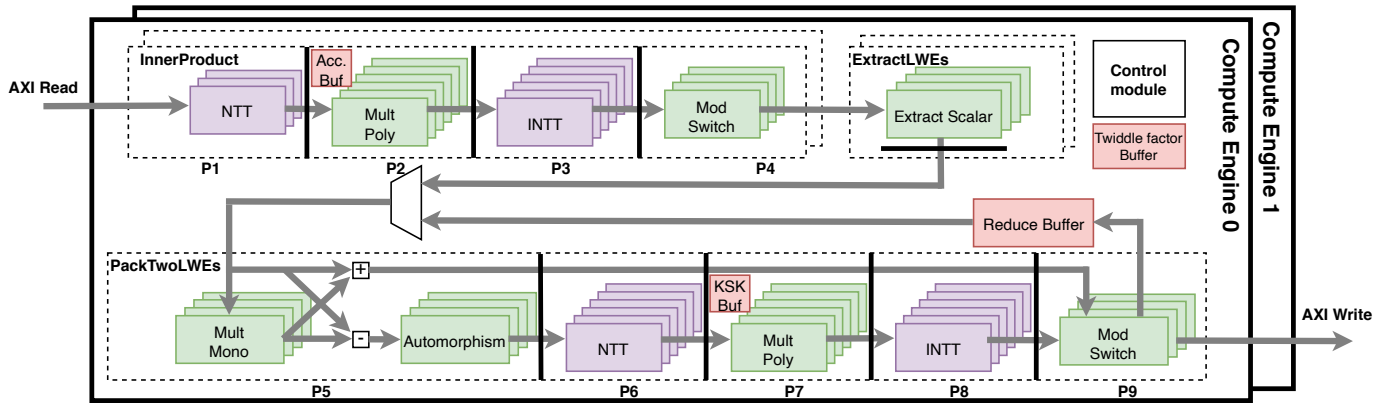 InnerProduct
Acc.
Buf
ExtractLWEs
Control
module
AXI Read
NTT
Mult
Poly
INTT
Mod
Switch
Extract Scalar
Twiddle factor
Buffer
P1
P2
P3
P4
Compute Engine 0
Compute Engine 1
Reduce Buffer
PackTwoLWEs
+
-
Mult
Mono
Automorphism
NTT
KSK
Buf
Mult
Poly
INTT
Mod
Switch
AXI Write
P5
P6
P7
P8
P9